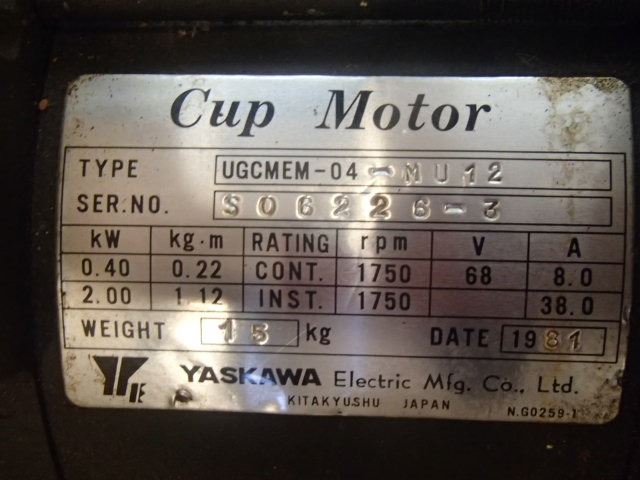 Cup Motor
TYPE UGCMEM-04-MU12
SER.NO. S06226-3
kW kg·m RATING rpm V A
0.40 0.22 CONT. 1750 68 8.0
2.00 1.12 INST. 1750 38.0
WEIGHT 15 kg DATE 1981
YE YASKAWA Electric Mfg. Co., Ltd.
KITAKYUSHU JAPAN N.G0259-1